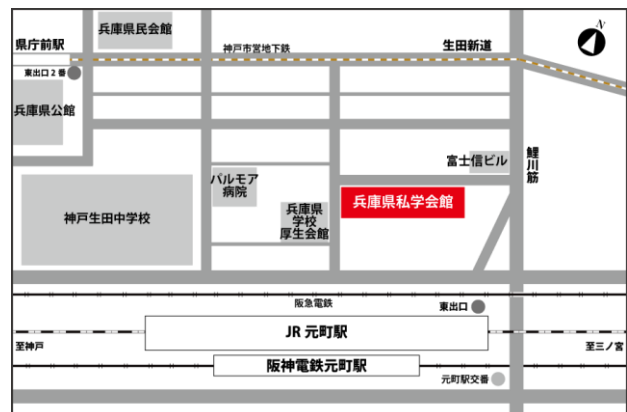 兵庫県民会館
N
県庁前駅
神戸市営地下鉄
生田新道
東出口2番
兵庫県公館
富士信ビル
鯉川筋
パルモア
病院
兵庫県私学会館
兵庫県
学校
厚生会館
神戸生田中学校
阪急電鉄
東出口
JR 元町駅
至神戸
至三ノ宮
阪神電鉄元町駅
元町駅交番